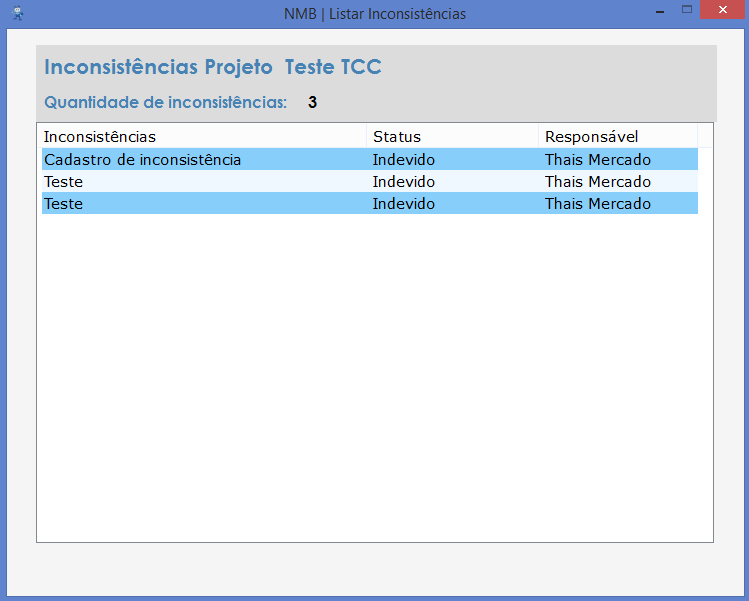 NMB | Listar Inconsistências
Inconsistências Projeto Teste TCC
Quantidade de inconsistências: 3
Inconsistências Status Responsável
Cadastro de inconsistência Indevido Thais Mercado
Teste Indevido Thais Mercado
Teste Indevido Thais Mercado